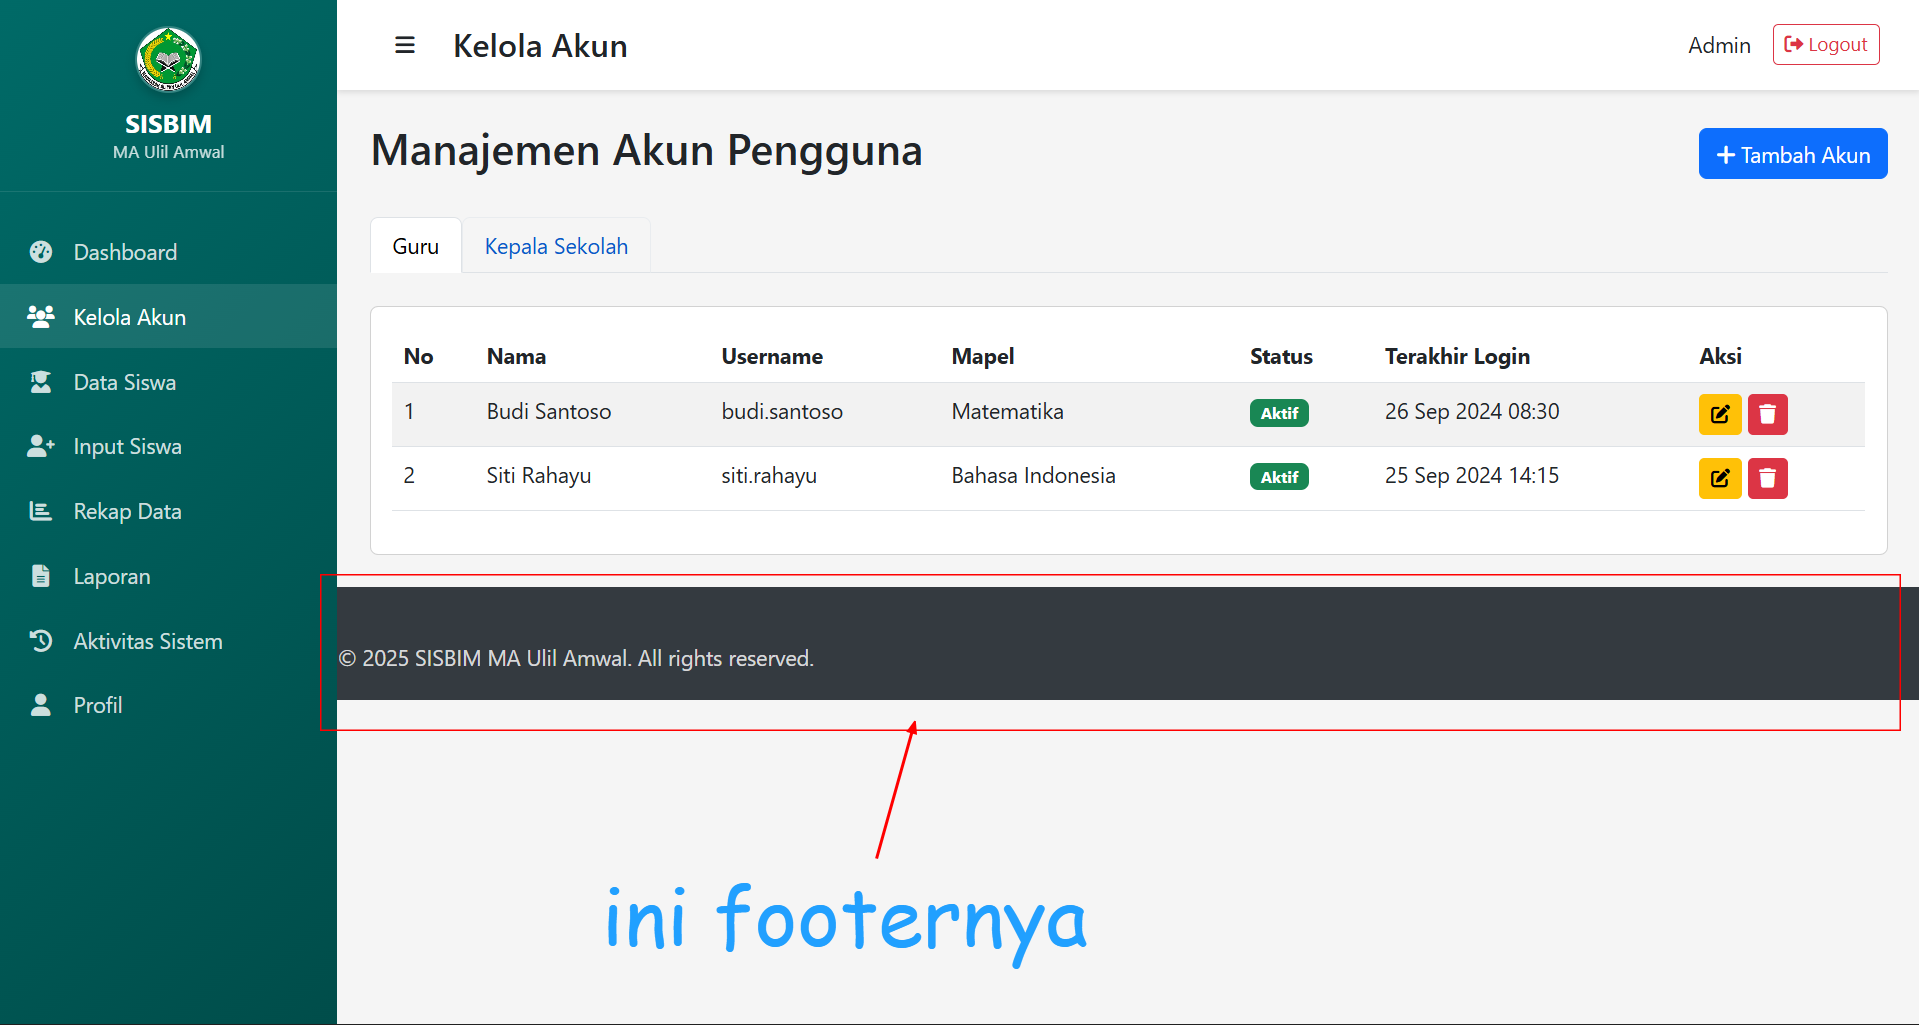 SISBIM
MA Ulil Amwal
Dashboard
Kelola Akun
Data Siswa
Input Siswa
Rekap Data
Laporan
Aktivitas Sistem
Profil
Kelola Akun
Admin
Logout
Manajemen Akun Pengguna
Tambah Akun
Guru Kepala Sekolah
No Nama Username Mapel Status Terakhir Login Aksi
1 Budi Santoso budi.santoso Matematika Aktif 26 Sep 2024 08:30
2 Siti Rahayu siti.rahayu Bahasa Indonesia Aktif 25 Sep 2024 14:15
© 2025 SISBIM MA Ulil Amwal. All rights reserved.
ini footernya